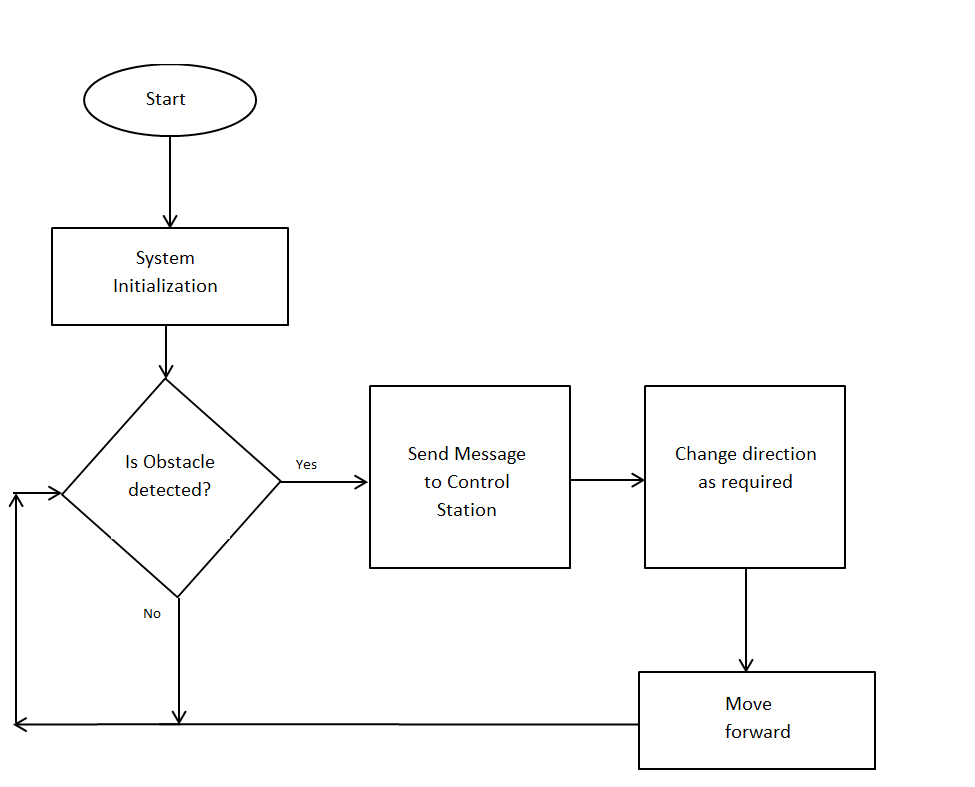 Start
System
Initialization
Is Obstacle
detected?
Yes
Send Message
to Control
Station
Change direction
as required
No
Move
forward